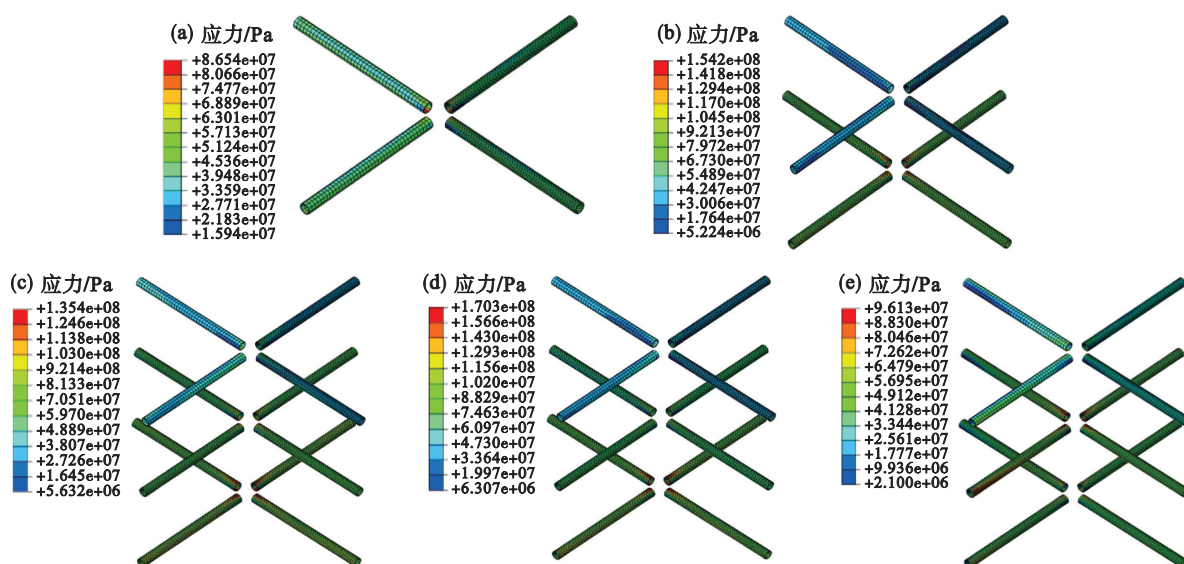 (a) 应力/Pa
+8.654e+07
+8.066e+07
+7.477e+07
+6.889e+07
+6.301e+07
+5.713e+07
+5.124e+07
+4.536e+07
+3.948e+07
+3.359e+07
+2.771e+07
+2.183e+07
+1.594e+07
(b) 应力/Pa
+1.542e+08
+1.418e+08
+1.294e+08
+1.170e+08
+1.045e+08
+9.213e+07
+7.972e+07
+6.730e+07
+5.489e+07
+4.247e+07
+3.006e+07
+1.764e+07
+5.224e+06
(c) 应力/Pa
+1.354e+08
+1.246e+08
+1.138e+08
+1.030e+08
+9.214e+07
+8.133e+07
+7.051e+07
+5.970e+07
+4.889e+07
+3.807e+07
+2.726e+07
+1.645e+07
+5.632e+06
(d) 应力/Pa
+1.703e+08
+1.566e+08
+1.430e+08
+1.293e+08
+1.156e+08
+1.020e+07
+8.829e+07
+7.463e+07
+6.097e+07
+4.730e+07
+3.364e+07
+1.997e+07
+6.307e+06
(e) 应力/Pa
+9.613e+07
+8.830e+07
+8.046e+07
+7.262e+07
+6.479e+07
+5.695e+07
+4.912e+07
+4.128e+07
+3.344e+07
+2.561e+07
+1.777e+07
+9.936e+06
+2.100e+06